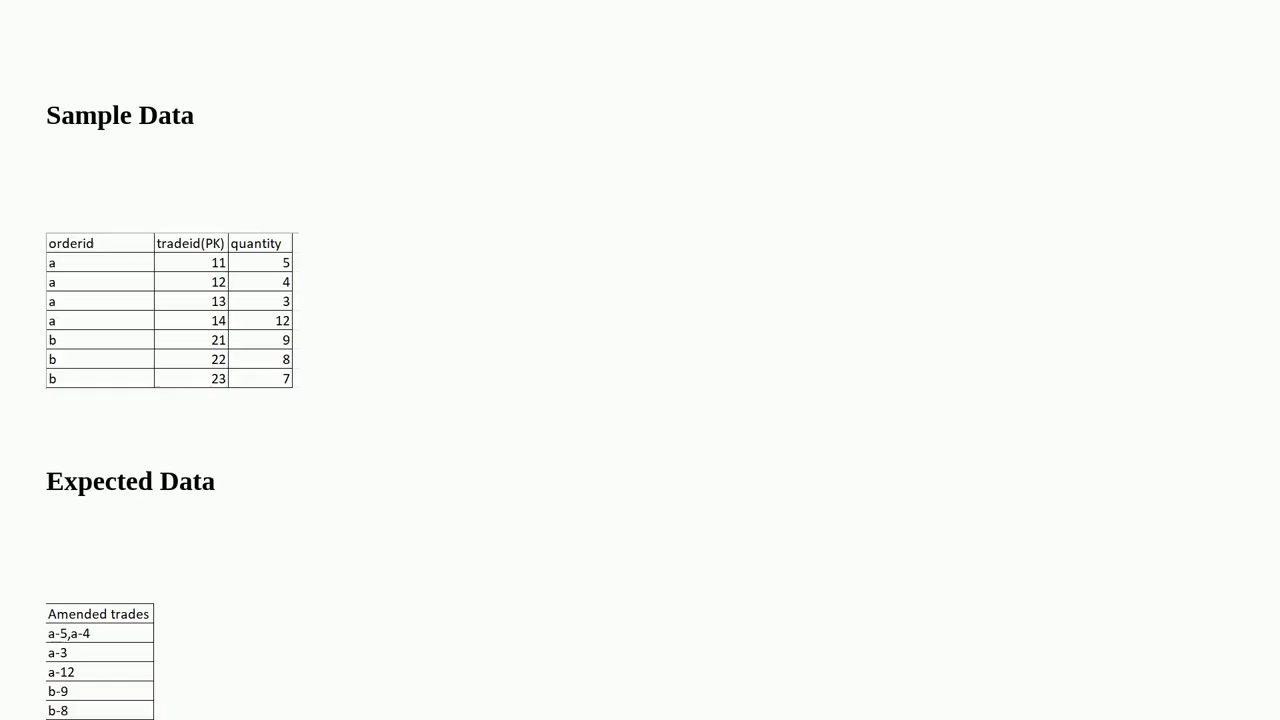 Sample Data
orderid tradeid(PK) quantity
a 11 5
a 12 4
a 13 3
a 14 12
b 21 9
b 22 8
b 23 7
Expected Data
Amended trades
a-5,a-4
a-3
a-12
b-9
b-8